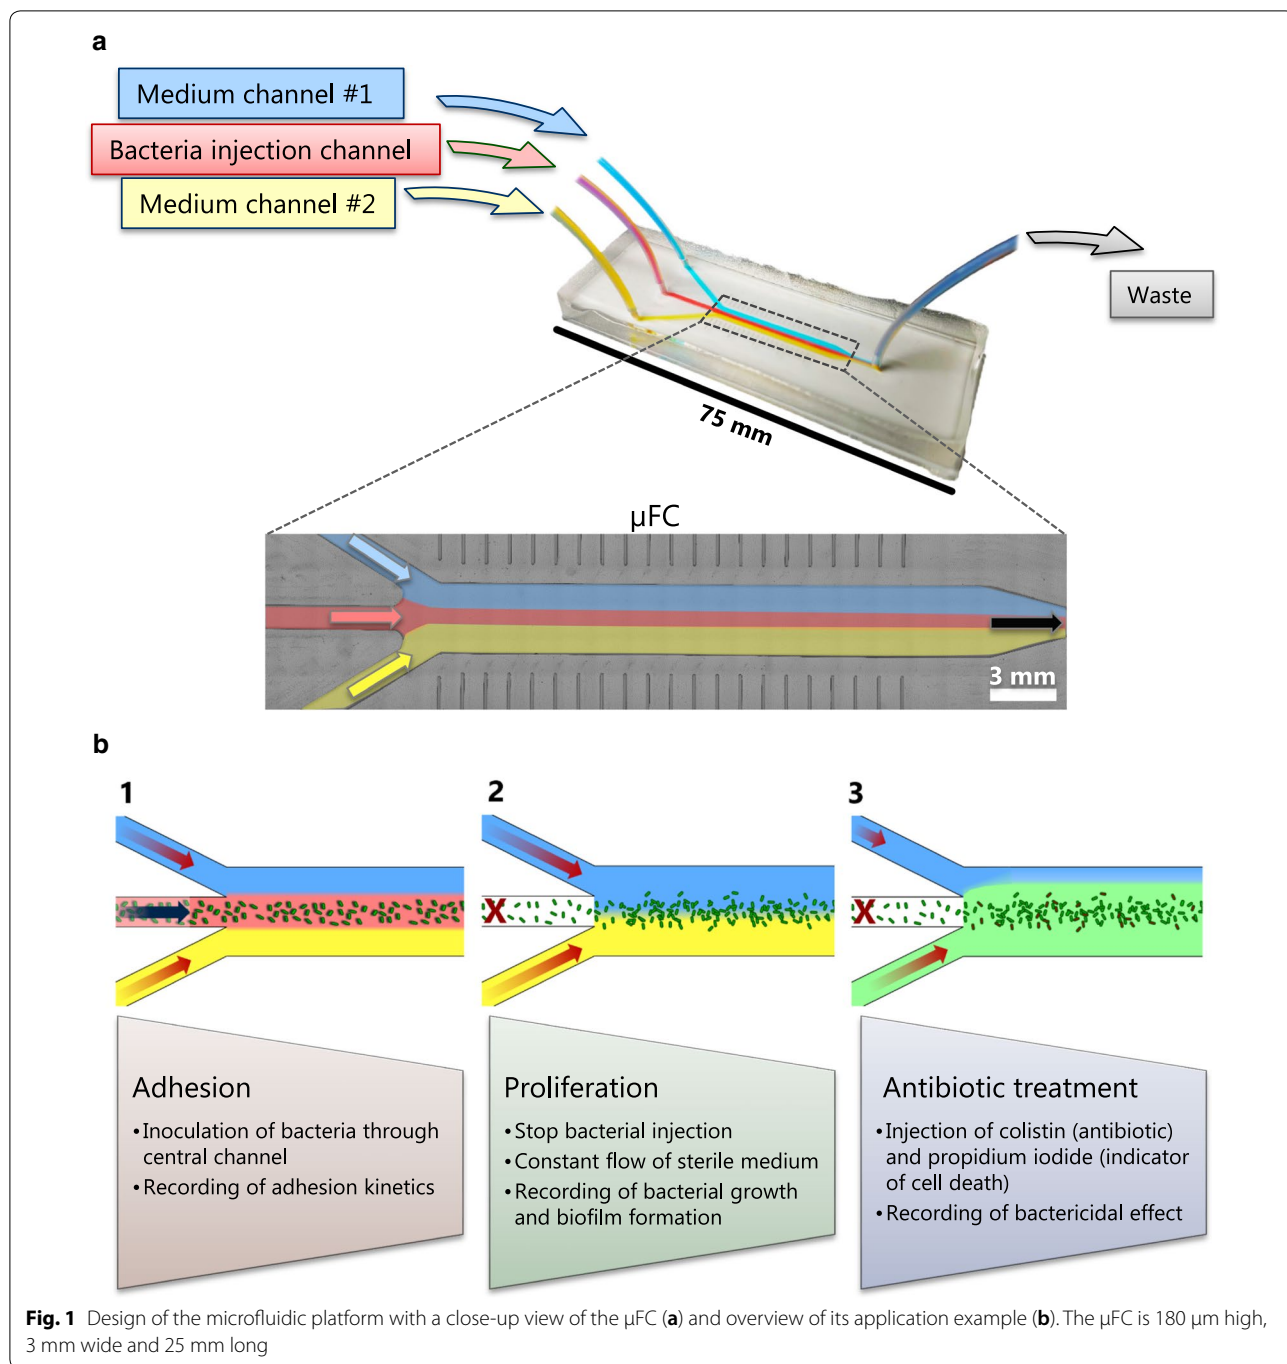 a
Medium channel #1
Bacteria injection channel
Medium channel #2
Waste
75 mm
µFC
3 mm
b
1
2
3
X
X
Adhesion
• Inoculation of bacteria through
central channel
• Recording of adhesion kinetics
Proliferation
• Stop bacterial injection
• Constant flow of sterile medium
• Recording of bacterial growth
and biofilm formation
Antibiotic treatment
• Injection of colistin (antibiotic)
and propidium iodide (indicator
of cell death)
• Recording of bactericidal effect
Fig. 1 Design of the microfluidic platform with a close-up view of the µFC (a) and overview of its application example (b). The µFC is 180 µm high,
3 mm wide and 25 mm long